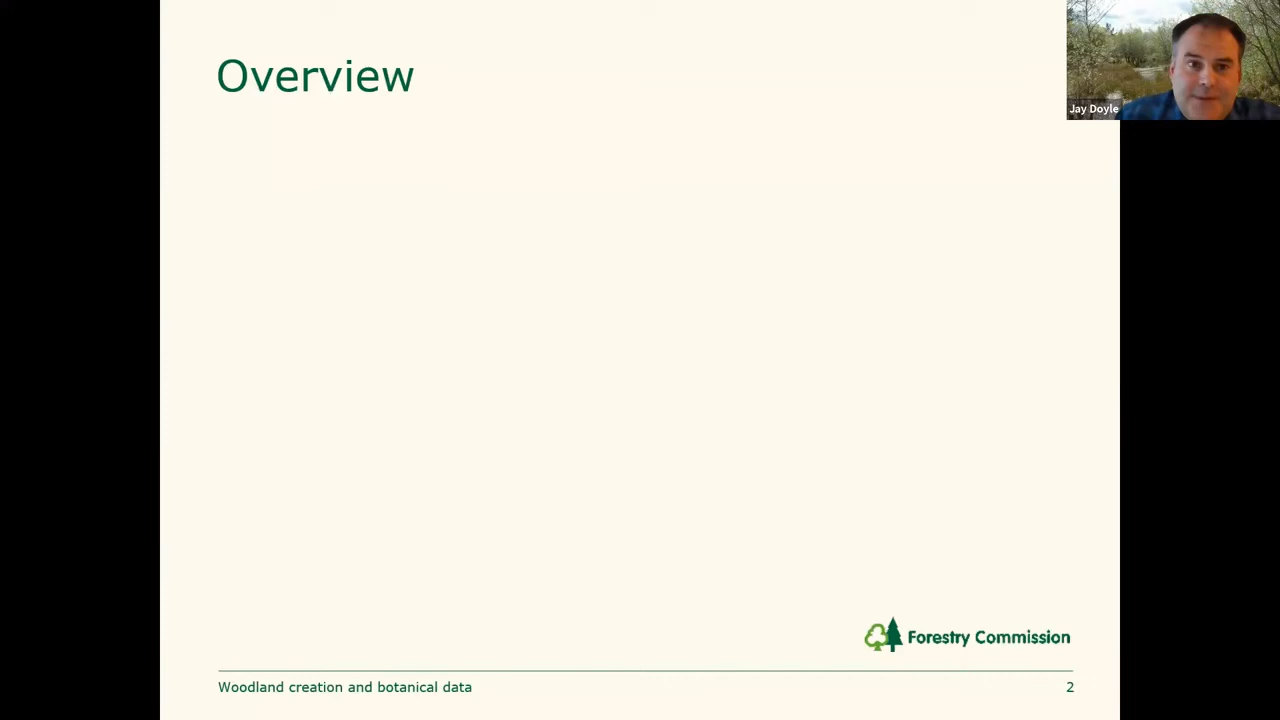 Overview
Jay Doyle
Forestry Commission
Woodland creation and botanical data
2